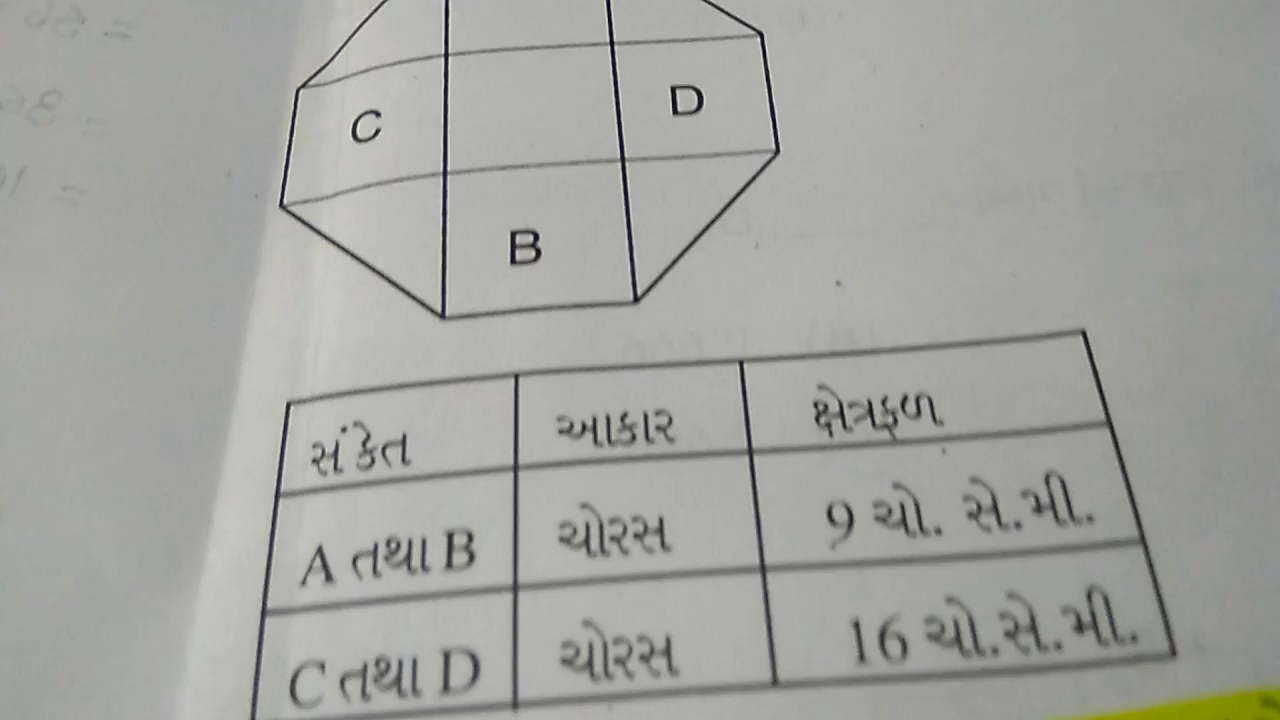 C D
B
સંકેત આકાર ક્ષેત્રફળ
A તથા B ચોરસ 9 ચો. સે.મી.
C તથા D ચોરસ 16 ચો.સે.મી.